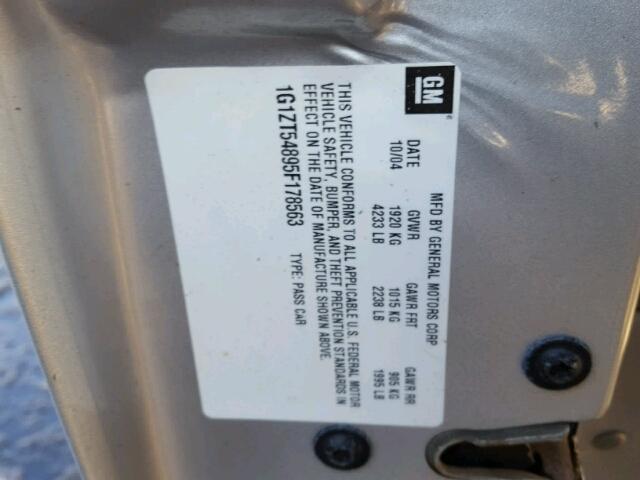 GM
MFD BY GENERAL MOTORS CORP
DATE GVWR GAWR FRT GAWR RR
10/04 1920 KG 1015 KG 905 KG
4233 LB 2238 LB 1995 LB
THIS VEHICLE CONFORMS TO ALL APPLICABLE U.S. FEDERAL MOTOR
VEHICLE SAFETY, BUMPER, AND THEFT PREVENTION STANDARDS IN
EFFECT ON THE DATE OF MANUFACTURE SHOWN ABOVE.
1G1ZT54895F178563 TYPE: PASS CAR